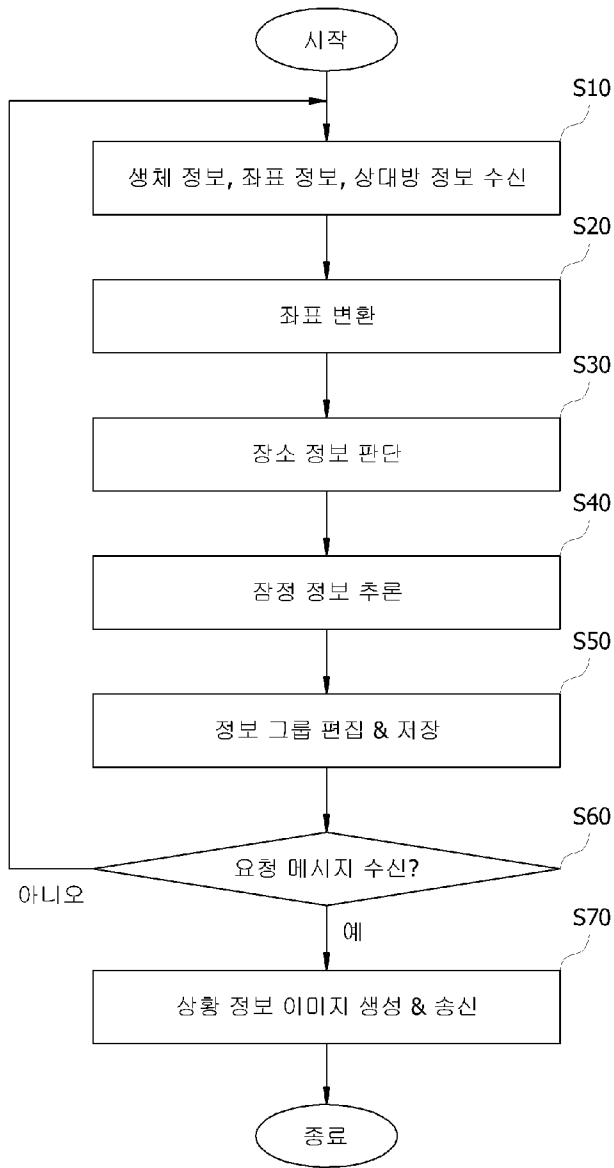 시작
S10
생체 정보, 좌표 정보, 상대방 정보 수신
S20
좌표 변환
S30
장소 정보 판단
S40
잠정 정보 추론
S50
정보 그룹 편집 & 저장
S60
요청 메시지 수신?
아니오
예
S70
상황 정보 이미지 생성 & 송신
종료